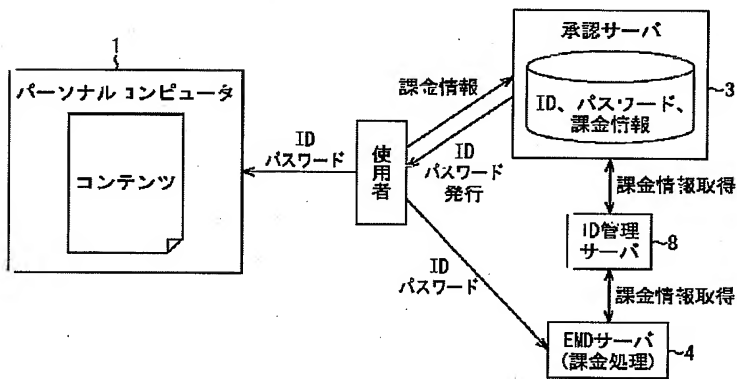 1
パーソナルコンピュータ
コンテンツ
ID
パスワード
使用者
課金情報
ID
パスワード
発行
承認サーバ
ID、パスワード、
課金情報
3
課金情報取得
ID管理
サーバ
8
課金情報取得
ID
パスワード
EMDサーバ
(課金処理)
4